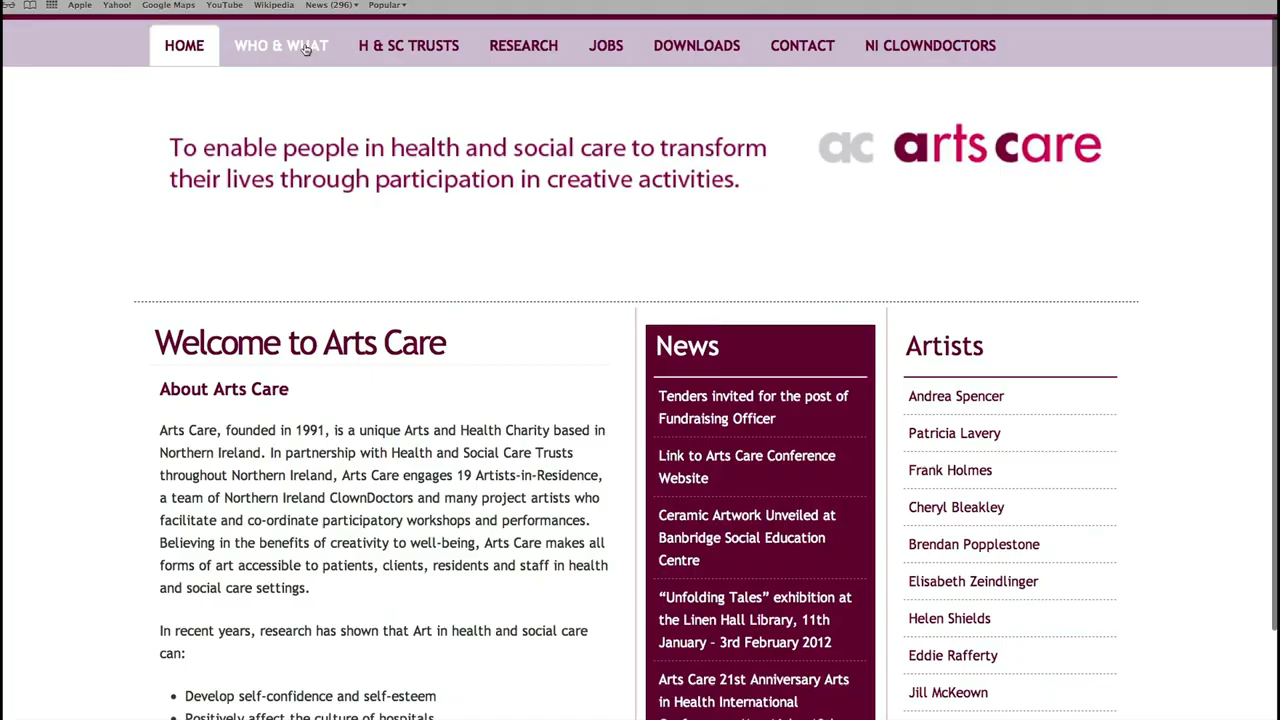 Apple Yahoo! Google Maps YouTube Wikipedia News (296) Popular
HOME WHO & WHAT H & SC TRUSTS RESEARCH JOBS DOWNLOADS CONTACT NI CLOWNDOCTORS
To enable people in health and social care to transform
their lives through participation in creative activities.
ac arts care
Welcome to Arts Care
About Arts Care
Arts Care, founded in 1991, is a unique Arts and Health Charity based in
Northern Ireland. In partnership with Health and Social Care Trusts
throughout Northern Ireland, Arts Care engages 19 Artists-in-Residence,
a team of Northern Ireland ClownDoctors and many project artists who
facilitate and co-ordinate participatory workshops and performances.
Believing in the benefits of creativity to well-being, Arts Care makes all
forms of art accessible to patients, clients, residents and staff in health
and social care settings.
In recent years, research has shown that Art in health and social care
can:
• Develop self-confidence and self-esteem
• Positively affect the culture of hospitals
News
Tenders invited for the post of
Fundraising Officer
Link to Arts Care Conference
Website
Ceramic Artwork Unveiled at
Banbridge Social Education
Centre
“Unfolding Tales” exhibition at
the Linen Hall Library, 11th
January - 3rd February 2012
Arts Care 21st Anniversary Arts
in Health International
Artists
Andrea Spencer
Patricia Lavery
Frank Holmes
Cheryl Bleakley
Brendan Popplestone
Elisabeth Zeindlinger
Helen Shields
Eddie Rafferty
Jill McKeown